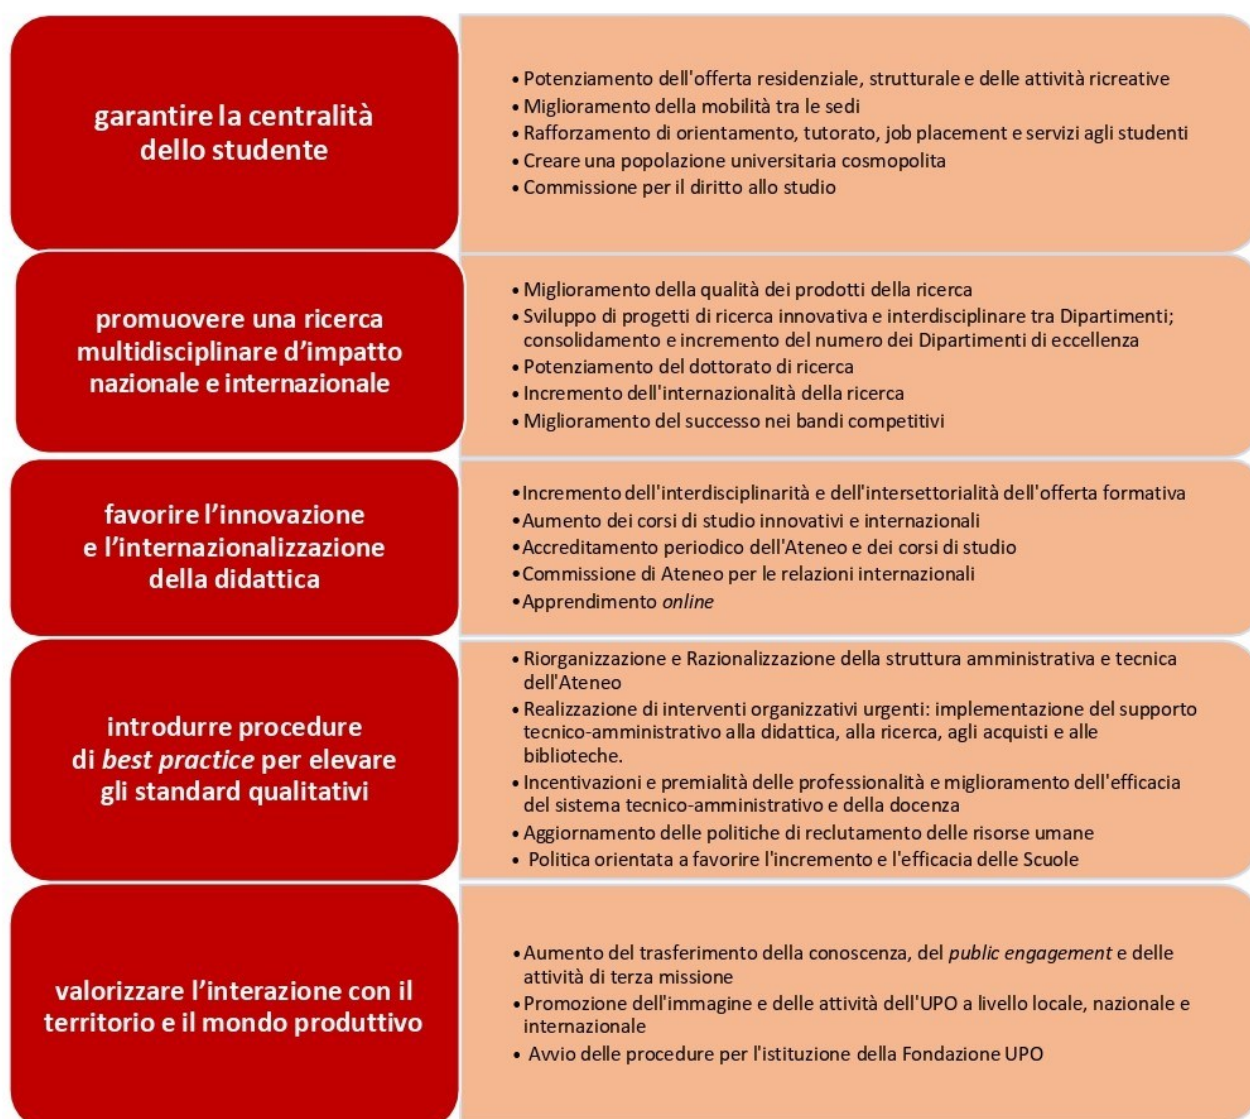 garantire la centralità
dello studente
• Potenziamento dell'offerta residenziale, strutturale e delle attività ricreative
• Miglioramento della mobilità tra le sedi
• Rafforzamento di orientamento, tutorato, job placement e servizi agli studenti
• Creare una popolazione universitaria cosmopolita
• Commissione per il diritto allo studio
promuovere una ricerca
multidisciplinare d’impatto
nazionale e internazionale
• Miglioramento della qualità dei prodotti della ricerca
• Sviluppo di progetti di ricerca innovativa e interdisciplinare tra Dipartimenti;
consolidamento e incremento del numero dei Dipartimenti di eccellenza
• Potenziamento del dottorato di ricerca
• Incremento dell'internazionalità della ricerca
• Miglioramento del successo nei bandi competitivi
favorire l’innovazione
e l’internazionalizzazione
della didattica
•Incremento dell'interdisciplinarità e dell'intersettorialità dell'offerta formativa
•Aumento dei corsi di studio innovativi e internazionali
•Accreditamento periodico dell'Ateneo e dei corsi di studio
•Commissione di Ateneo per le relazioni internazionali
•Apprendimento online
introdurre procedure
di best practice per elevare
gli standard qualitativi
• Riorganizzazione e Razionalizzazione della struttura amministrativa e tecnica
dell'Ateneo
• Realizzazione di interventi organizzativi urgenti: implementazione del supporto
tecnico-amministrativo alla didattica, alla ricerca, agli acquisti e alle
biblioteche.
• Incentivazioni e premialità delle professionalità e miglioramento dell'efficacia
del sistema tecnico-amministrativo e della docenza
• Aggiornamento delle politiche di reclutamento delle risorse umane
• Politica orientata a favorire l'incremento e l'efficacia delle Scuole
valorizzare l’interazione con il
territorio e il mondo produttivo
• Aumento del trasferimento della conoscenza, del public engagement e delle
attività di terza missione
• Promozione dell'immagine e delle attività dell'UPO a livello locale, nazionale e
internazionale
• Avvio delle procedure per l'istituzione della Fondazione UPO